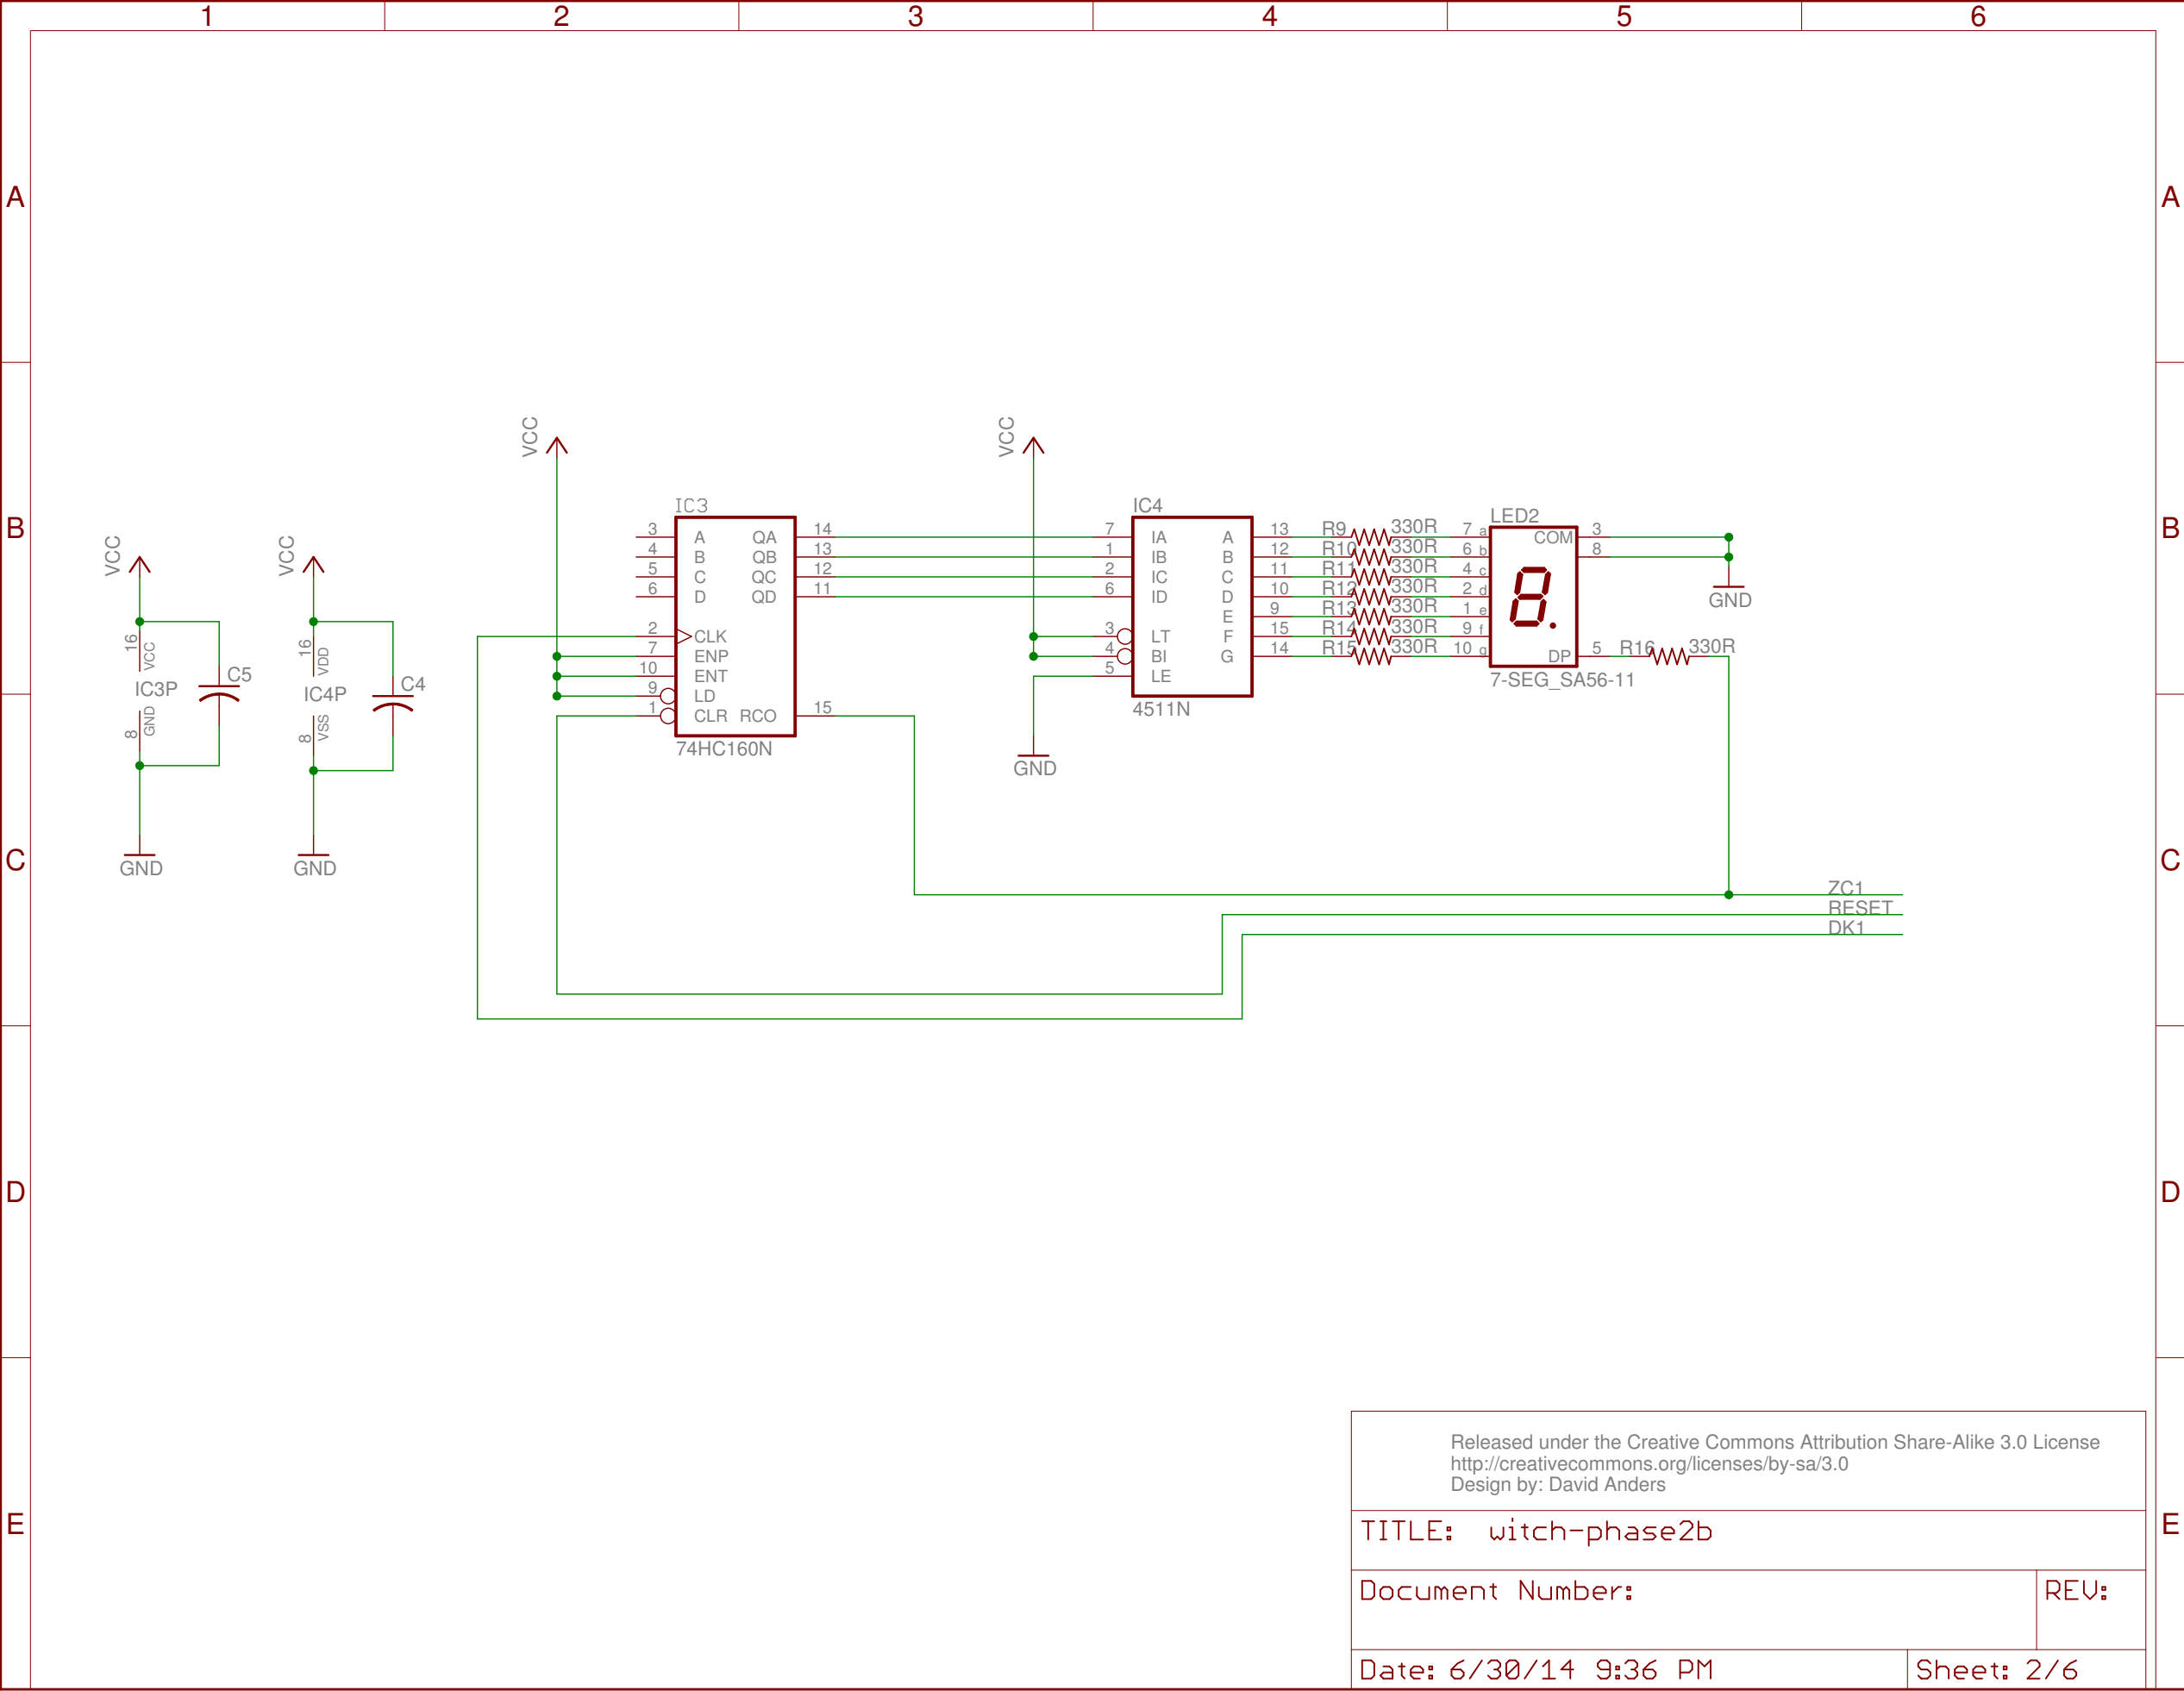 1 2 3 4 5 6
A A
B B
C C
D D
E E
VCC
16
VCC
IC3P
GND
8
GND
C5
VCC
16
VDD
IC4P
VSS
8
GND
C4
VCC
IC3
3 A QA 14
4 B QB 13
5 C QC 12
6 D QD 11
2 CLK
7 ENP
10 ENT
9 LD
1 CLR RCO 15
74HC160N
VCC
IC4
7 IA A 13
1 IB B 12
2 IC C 11
6 ID D 10
E 9
3 LT F 15
4 BI G 14
5 LE
4511N
GND
R9 330R
R10 330R
R11 330R
R12 330R
R13 330R
R14 330R
R15 330R
LED2
7 a COM 3
6 b 8
4 c
2 d
1 e
9 f
10 g DP 5
7-SEG_SA56-11
R16 330R
GND
ZC1
RESET
DK1
Released under the Creative Commons Attribution Share-Alike 3.0 License
http://creativecommons.org/licenses/by-sa/3.0
Design by: David Anders
TITLE: witch-phase2b
Document Number:
REV:
Date: 6/30/14 9:36 PM
Sheet: 2/6